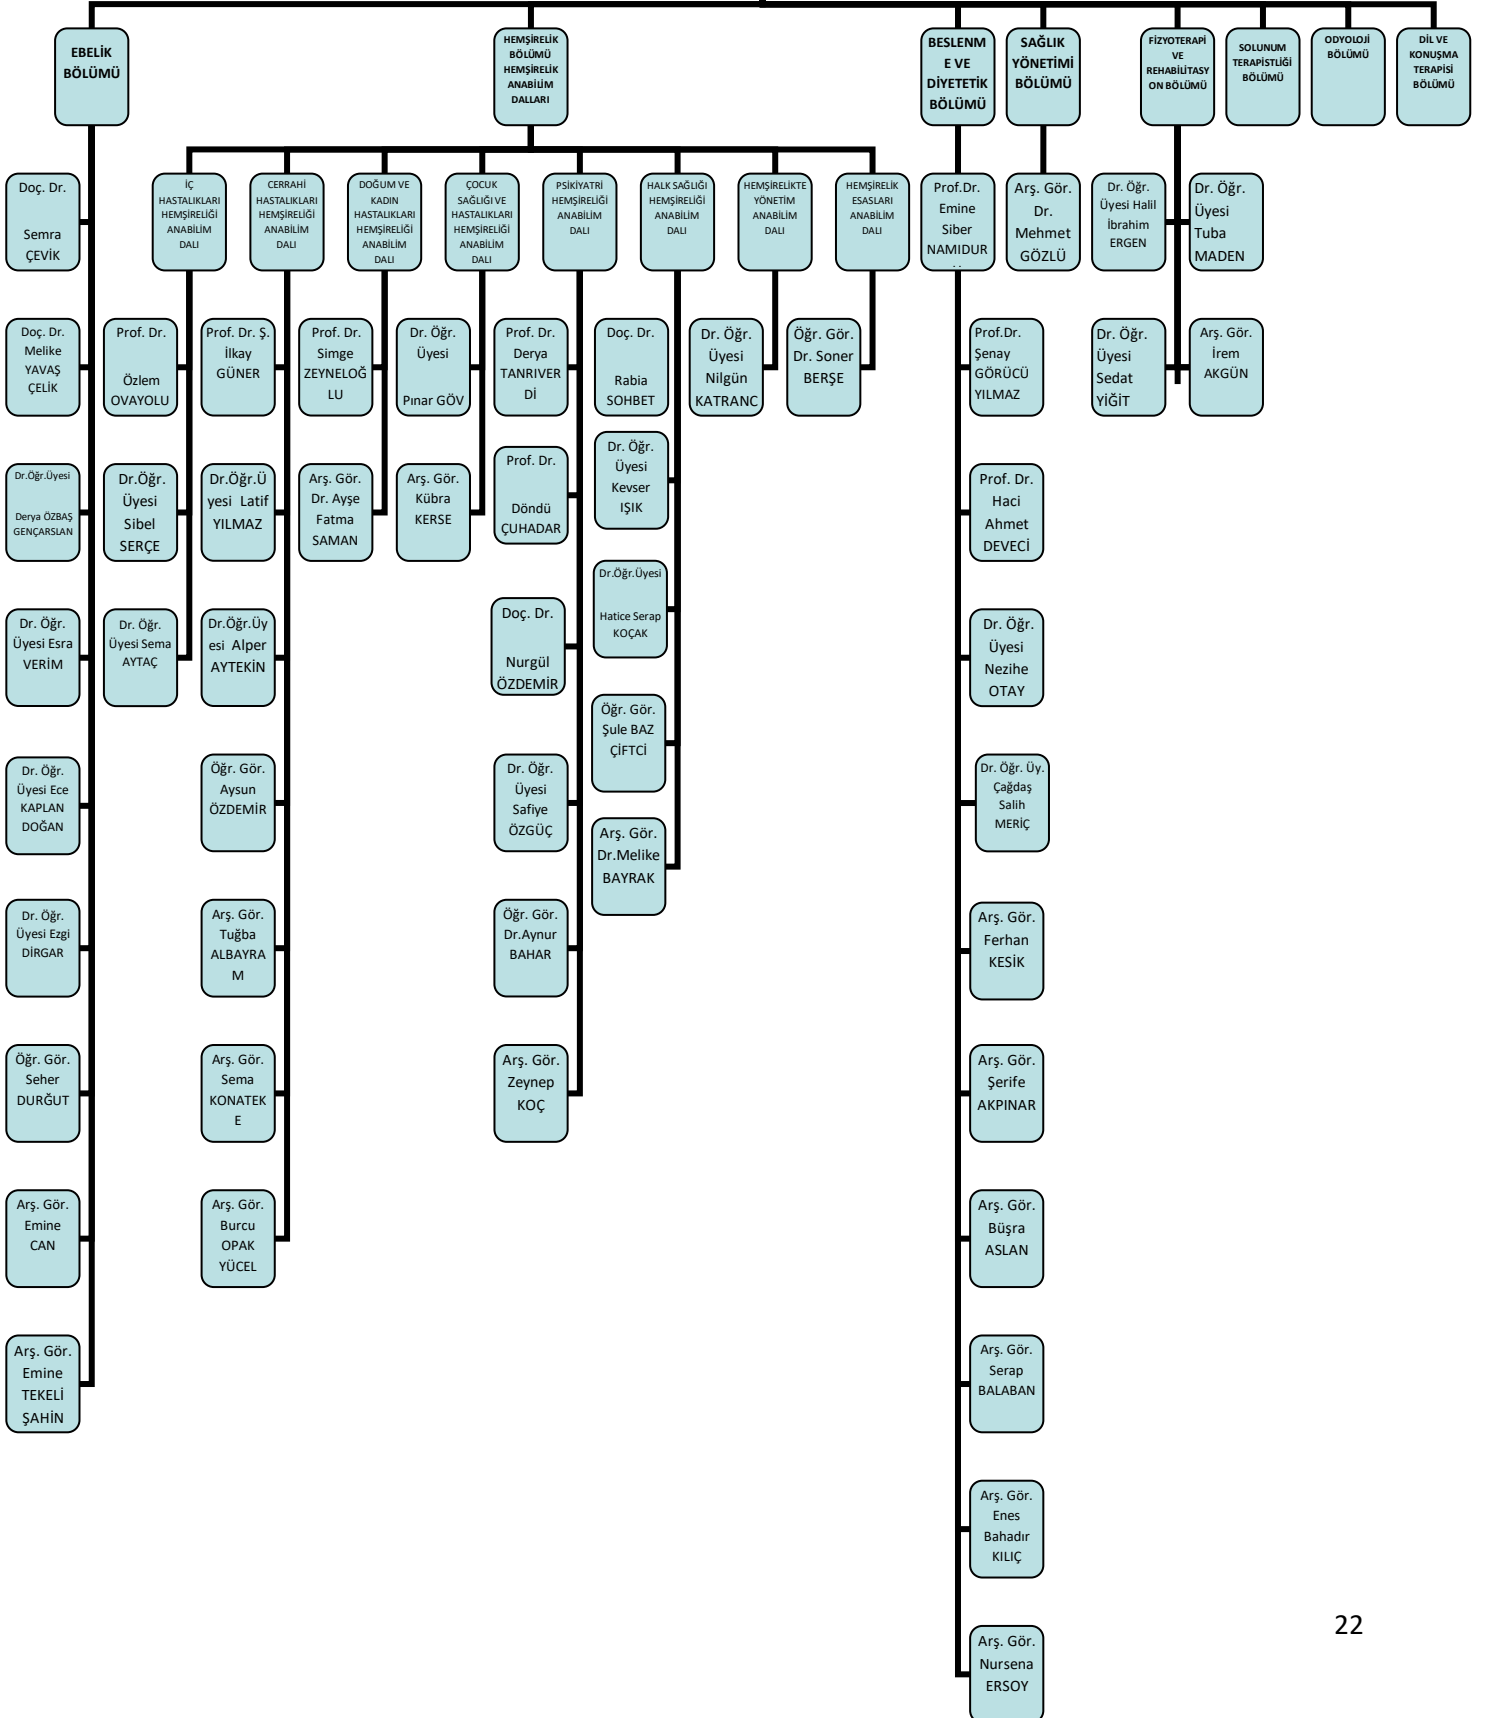 EBELİK
BÖLÜMÜ
HEMŞİRELİK
BÖLÜMÜ
HEMŞİRELİK
ANABİLİM
DALLARI
BESLENM
E VE
DİYETETİK
BÖLÜMÜ
SAĞLIK
YÖNETİMİ
BÖLÜMÜ
FİZYOTERAPİ
VE
REHABİLİTASY
ON BÖLÜMÜ
SOLUNUM
TERAPİSTLİĞİ
BÖLÜMÜ
ODYOLOJİ
BÖLÜMÜ
DİL VE
KONUŞMA
TERAPİSİ
BÖLÜMÜ
Doç. Dr.
Semra
ÇEVİK
İÇ
HASTALIKLARI
HEMŞİRELİĞİ
ANABİLİM
DALI
CERRAHİ
HASTALIKLARI
HEMŞİRELİĞİ
ANABİLİM
DALI
DOĞUM VE
KADIN
HASTALIKLARI
HEMŞİRELİĞİ
ANABİLİM
DALI
ÇOCUK
SAĞLIĞI VE
HASTALIKLARI
HEMŞİRELİĞİ
ANABİLİM
DALI
PSİKİYATRİ
HEMŞİRELİĞİ
ANABİLİM
DALI
HALK SAĞLIĞI
HEMŞİRELİĞİ
ANABİLİM
DALI
HEMŞİRELİKTE
YÖNETİM
ANABİLİM
DALI
HEMŞİRELİK
ESASLARI
ANABİLİM
DALI
Prof.Dr.
Emine
Siber
NAMIDUR
Arş. Gör.
Dr.
Mehmet
GÖZLÜ
Dr. Öğr.
Üyesi Halil
İbrahim
ERGEN
Dr. Öğr.
Üyesi
Tuba
MADEN
Doç. Dr.
Melike
YAVAŞ
ÇELİK
Prof. Dr.
Özlem
OVAYOLU
Prof. Dr. Ş.
İlkay
GÜNER
Prof. Dr.
Simge
ZEYNELOĞ
LU
Dr. Öğr.
Üyesi
Pınar GÖV
Prof. Dr.
Derya
TANRIVER
Dİ
Doç. Dr.
Rabia
SOHBET
Dr. Öğr.
Üyesi
Nilgün
KATRANC
Öğr. Gör.
Dr. Soner
BERŞE
Prof.Dr.
Şenay
GÖRÜCÜ
YILMAZ
Dr. Öğr.
Üyesi
Sedat
YİĞİT
Arş. Gör.
İrem
AKGÜN
Dr.Öğr.Üyesi
Derya ÖZBAŞ
GENÇARSLAN
Dr.Öğr.
Üyesi
Sibel
SERÇE
Dr.Öğr.Ü
yesi Latif
YILMAZ
Arş. Gör.
Dr. Ayşe
Fatma
SAMAN
Arş. Gör.
Kübra
KERSE
Prof. Dr.
Döndü
ÇUHADAR
Dr. Öğr.
Üyesi
Kevser
IŞIK
Prof. Dr.
Haci
Ahmet
DEVECİ
Dr.Öğr.Üyesi
Hatice Serap
KOÇAK
Dr. Öğr.
Üyesi Esra
VERİM
Dr. Öğr.
Üyesi Sema
AYTAÇ
Dr.Öğr.Üy
esi Alper
AYTEKİN
Doç. Dr.
Nurgül
ÖZDEMİR
Dr. Öğr.
Üyesi
Nezihe
OTAY
Öğr. Gör.
Şule BAZ
ÇİFTCİ
Dr. Öğr.
Üyesi Ece
KAPLAN
DOĞAN
Öğr. Gör.
Aysun
ÖZDEMİR
Dr. Öğr.
Üyesi
Safiye
ÖZGÜÇ
Dr. Öğr. Üy.
Çağdaş
Salih
MERİÇ
Arş. Gör.
Dr.Melike
BAYRAK
Dr. Öğr.
Üyesi Ezgi
DİRGAR
Arş. Gör.
Tuğba
ALBAYRA
M
Öğr. Gör.
Dr.Aynur
BAHAR
Arş. Gör.
Ferhan
KESİK
Öğr. Gör.
Seher
DURĞUT
Arş. Gör.
Sema
KONATEK
E
Arş. Gör.
Zeynep
KOÇ
Arş. Gör.
Şerife
AKPINAR
Arş. Gör.
Emine
CAN
Arş. Gör.
Burcu
OPAK
YÜCEL
Arş. Gör.
Büşra
ASLAN
Arş. Gör.
Emine
TEKELİ
ŞAHİN
Arş. Gör.
Serap
BALABAN
Arş. Gör.
Enes
Bahadır
KILIÇ
Arş. Gör.
Nursena
ERSOY
22